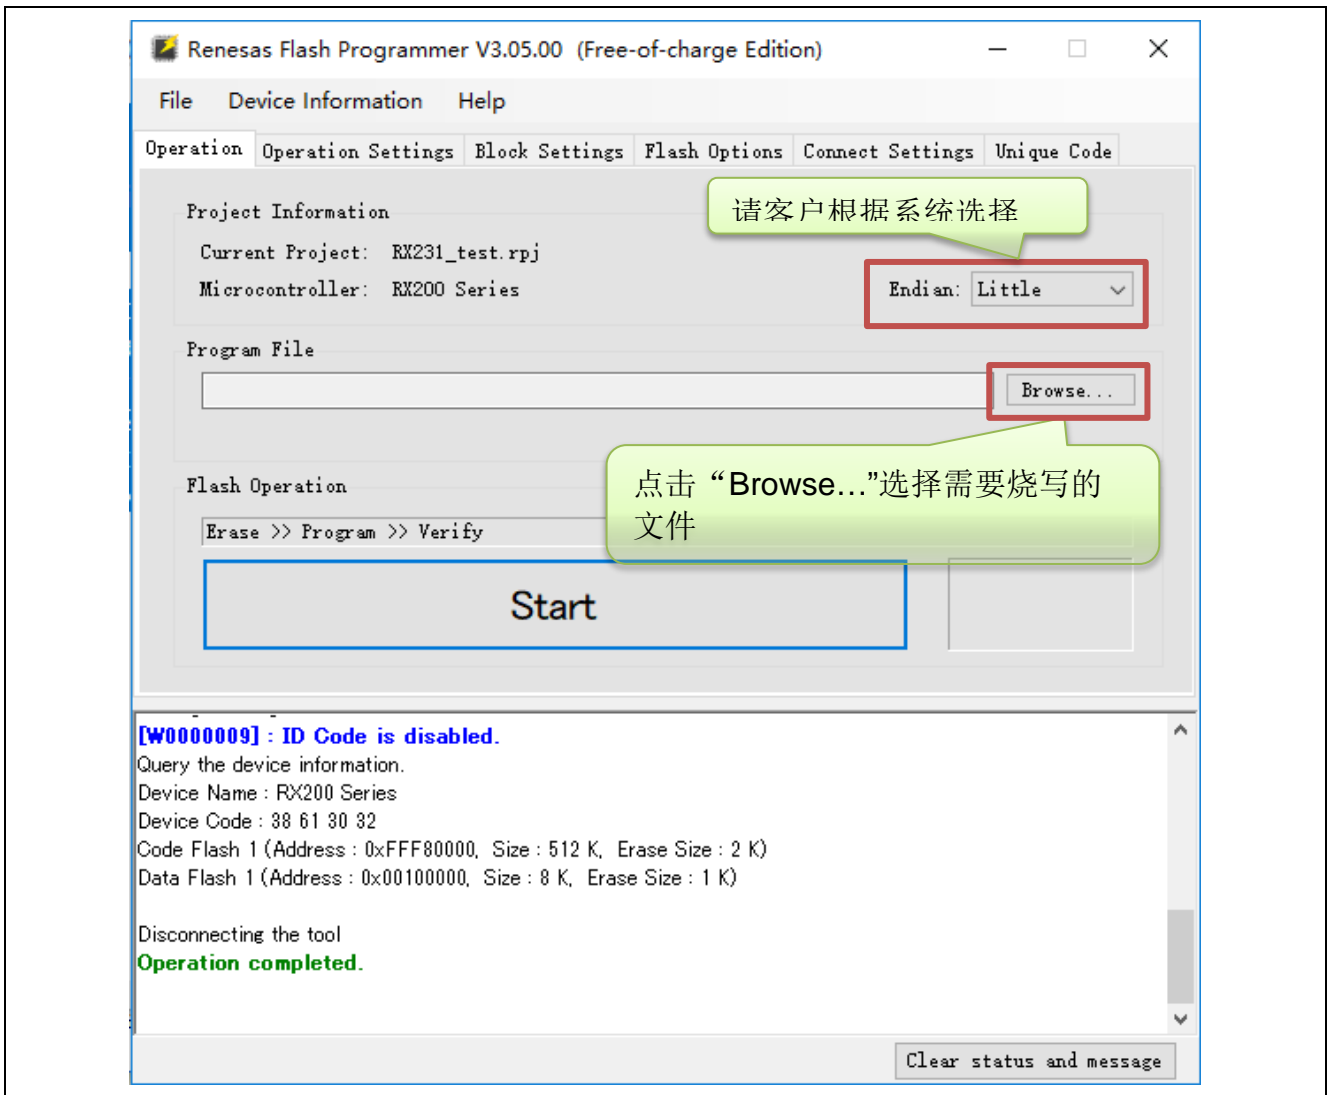 Renesas Flash Programmer V3.05.00 (Free-of-charge Edition)
File Device Information Help
Operation Operation Settings Block Settings Flash Options Connect Settings Unique Code
请客户根据系统选择
Project Information
Current Project: RX231_test.rpj
Microcontroller: RX200 Series
Endian: Little
Program File
Browse...
点击“Browse…”选择需要烧写的
文件
Flash Operation
Erase >> Program >> Verify
Start
[W0000009] : ID Code is disabled.
Query the device information.
Device Name : RX200 Series
Device Code : 38 61 30 32
Code Flash 1 (Address : 0xFFF80000, Size : 512 K, Erase Size : 2 K)
Data Flash 1 (Address : 0x00100000, Size : 8 K, Erase Size : 1 K)
Disconnecting the tool
Operation completed.
Clear status and message